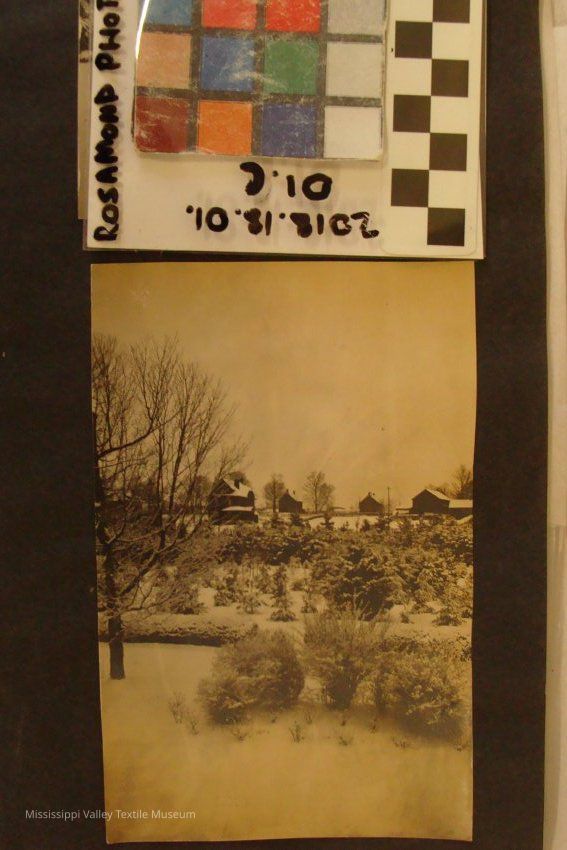 ROSAMOND PHOT
2018.18.01.
Mississippi Valley Textile Museum